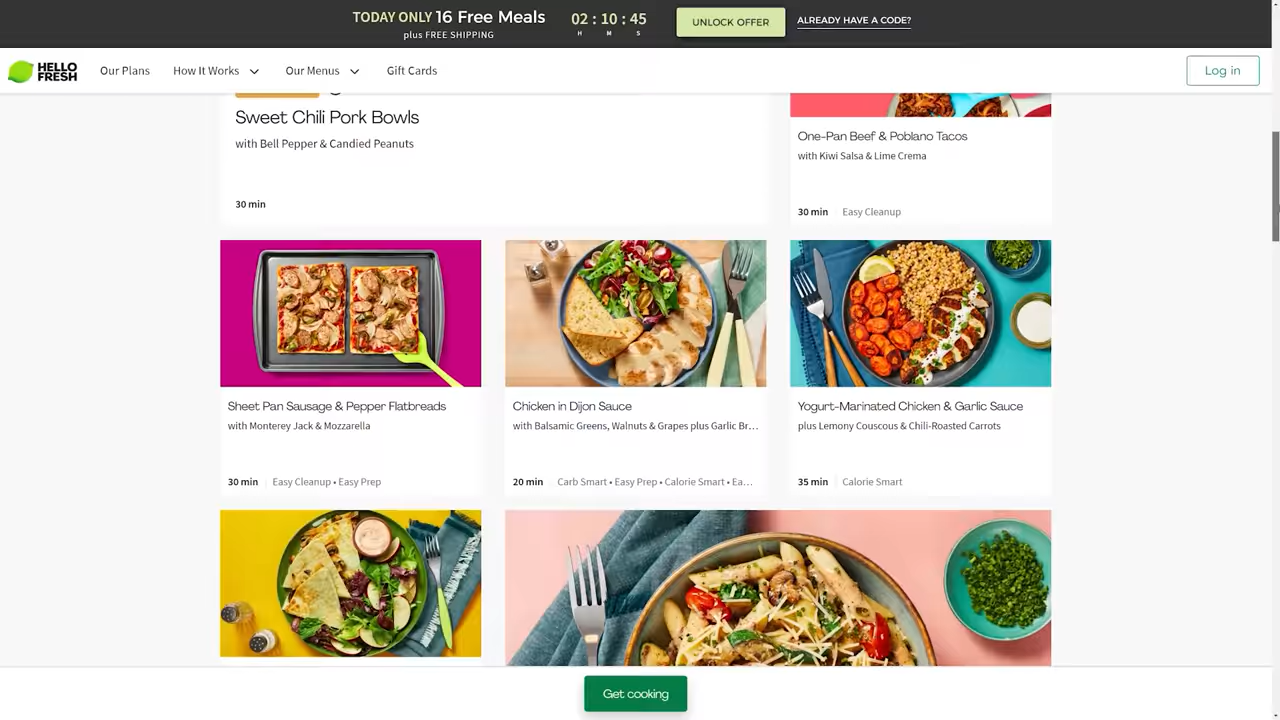 TODAY ONLY 16 Free Meals
plus FREE SHIPPING
02 : 10 : 45
H M S
UNLOCK OFFER
ALREADY HAVE A CODE?
HELLO
FRESH
Our Plans
How It Works
Our Menus
Gift Cards
Log in
Sweet Chili Pork Bowls
with Bell Pepper & Candied Peanuts
30 min
One-Pan Beef & Poblano Tacos
with Kiwi Salsa & Lime Crema
30 min
Easy Cleanup
Sheet Pan Sausage & Pepper Flatbreads
with Monterey Jack & Mozzarella
30 min
Easy Cleanup • Easy Prep
Chicken in Dijon Sauce
with Balsamic Greens, Walnuts & Grapes plus Garlic Br...
20 min
Carb Smart • Easy Prep • Calorie Smart • Ea...
Yogurt-Marinated Chicken & Garlic Sauce
plus Lemony Couscous & Chili-Roasted Carrots
35 min
Calorie Smart
Get cooking